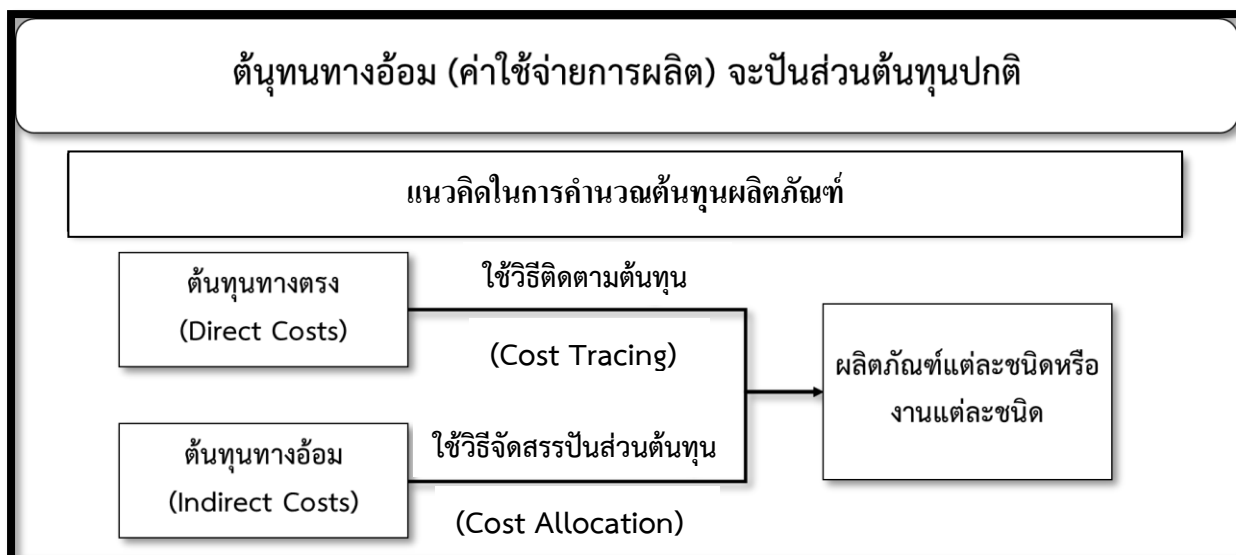 ต้นุทนทางอ้อม (ค่าใช้จ่ายการผลิต) จะปันส่วนต้นทุนปกติ
แนวคิดในการคำนวณต้นทุนผลิตภัณฑ์
ต้นทุนทางตรง
(Direct Costs)
ใช้วิธีติดตามต้นทุน
(Cost Tracing)
ต้นทุนทางอ้อม
(Indirect Costs)
ใช้วิธีจัดสรรปันส่วนต้นทุน
(Cost Allocation)
ผลิตภัณฑ์แต่ละชนิดหรือ
งานแต่ละชนิด